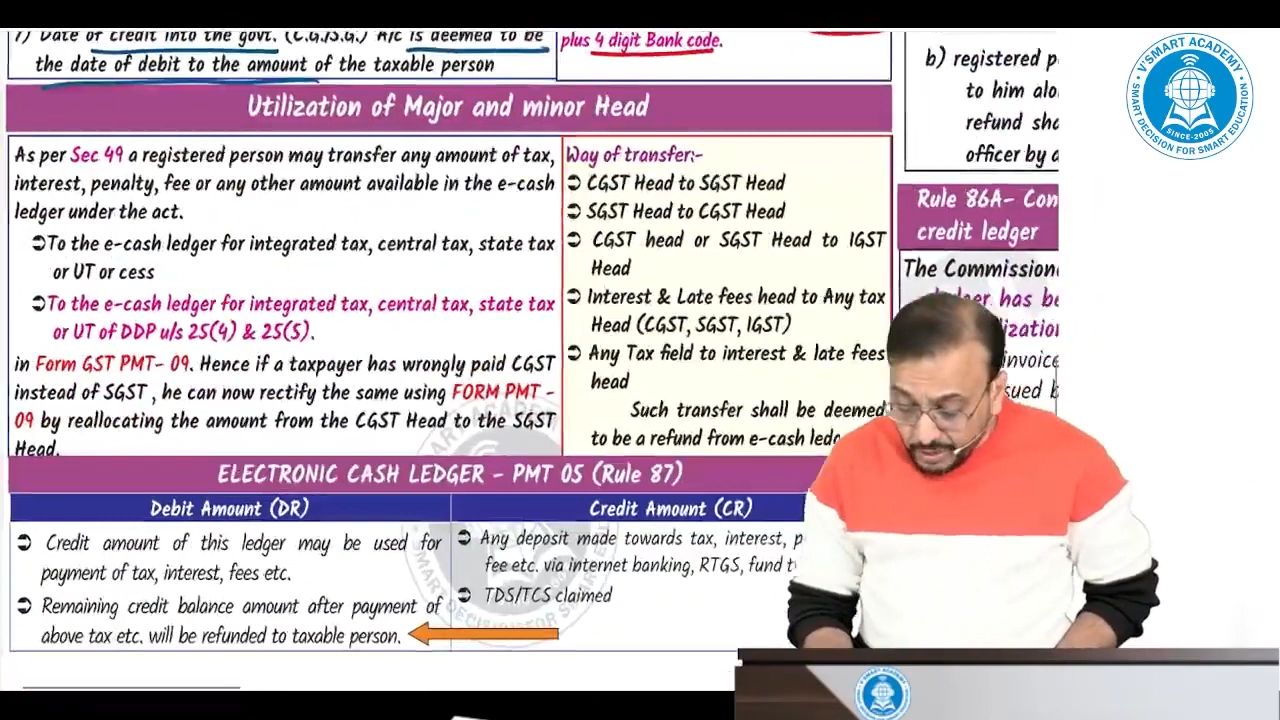 7) Date of credit into the govt. (C.G./S.G.) A/c is deemed to be
the date of debit to the amount of the taxable person
plus 4 digit Bank code.
Utilization of Major and minor Head
As per Sec 49 a registered person may transfer any amount of tax,
interest, penalty, fee or any other amount available in the e-cash
ledger under the act.
➲To the e-cash ledger for integrated tax, central tax, state tax
or UT or cess
➲To the e-cash ledger for integrated tax, central tax, state tax
or UT of DDP u/s 25(4) & 25(5).
in Form GST PMT- 09. Hence if a taxpayer has wrongly paid CGST
instead of SGST , he can now rectify the same using FORM PMT -
09 by reallocating the amount from the CGST Head to the SGST
Head.
Way of transfer:-
➲ CGST Head to SGST Head
➲ SGST Head to CGST Head
➲ CGST head or SGST Head to IGST
Head
➲ Interest & Late fees head to Any tax
Head (CGST, SGST, IGST)
➲ Any Tax field to interest & late fees
head
Such transfer shall be deemed
to be a refund from e-cash
ELECTRONIC CASH LEDGER - PMT 05 (Rule 87)
Debit Amount (DR)
➲ Credit amount of this ledger may be used for
payment of tax, interest, fees etc.
➲ Remaining credit balance amount after payment of
above tax etc. will be refunded to taxable person.
Credit Amount (CR)
➲ Any deposit made towards tax, interest,
fee etc. via internet banking, RTGS, fund
➲ TDS/TCS claimed
b) registered
to him
refund
officer by
Rule 86A-
credit ledger
The
has
invoice
V'SMART ACADEMY
SINCE-2005
SMART DECISION FOR SMART EDUCATION